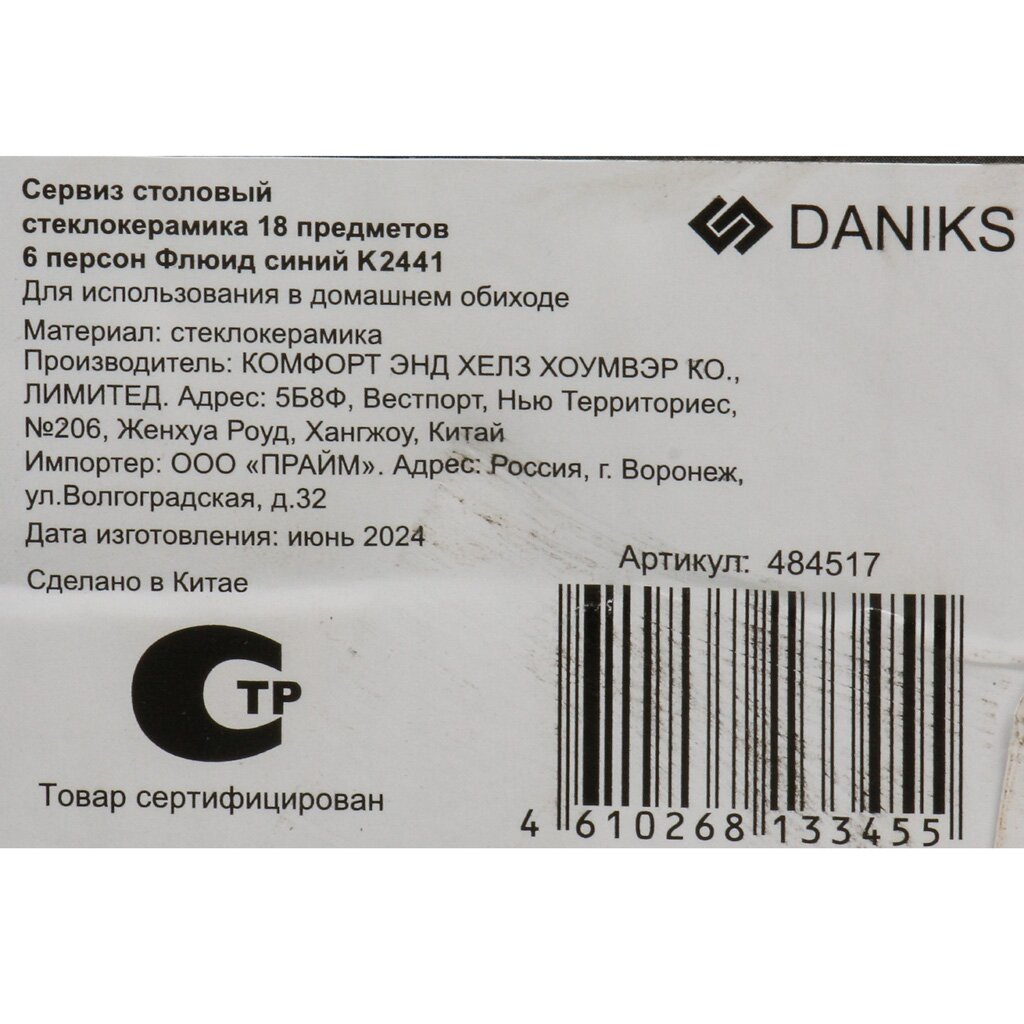 Сервиз столовый
стеклокерамика 18 предметов
6 персон Флюид синий K2441
Для использования в домашнем обиходе
Материал: стеклокерамика
Производитель: КОМФОРТ ЭНД ХЕЛЗ ХОУМВЭР КО.,
ЛИМИТЕД. Адрес: 5Б8Ф, Вестпорт, Нью Территориес,
№206, Женхуа Роуд, Хангжоу, Китай
Импортер: ООО «ПРАЙМ». Адрес: Россия, г. Воронеж,
ул.Волгоградская, д.32
Дата изготовления: июнь 2024
Сделано в Китае
DANIKS
Артикул: 484517
4 610268 133455
ТР
Товар сертифицирован